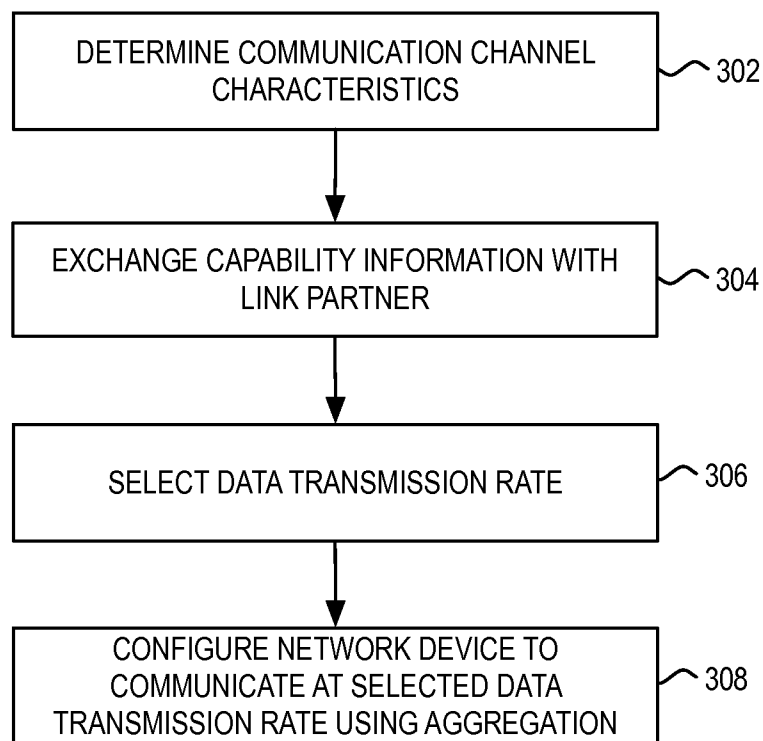 DETERMINE COMMUNICATION CHANNEL
CHARACTERISTICS
302
EXCHANGE CAPABILITY INFORMATION WITH
LINK PARTNER
304
SELECT DATA TRANSMISSION RATE
306
CONFIGURE NETWORK DEVICE TO
COMMUNICATE AT SELECTED DATA
TRANSMISSION RATE USING AGGREGATION
308